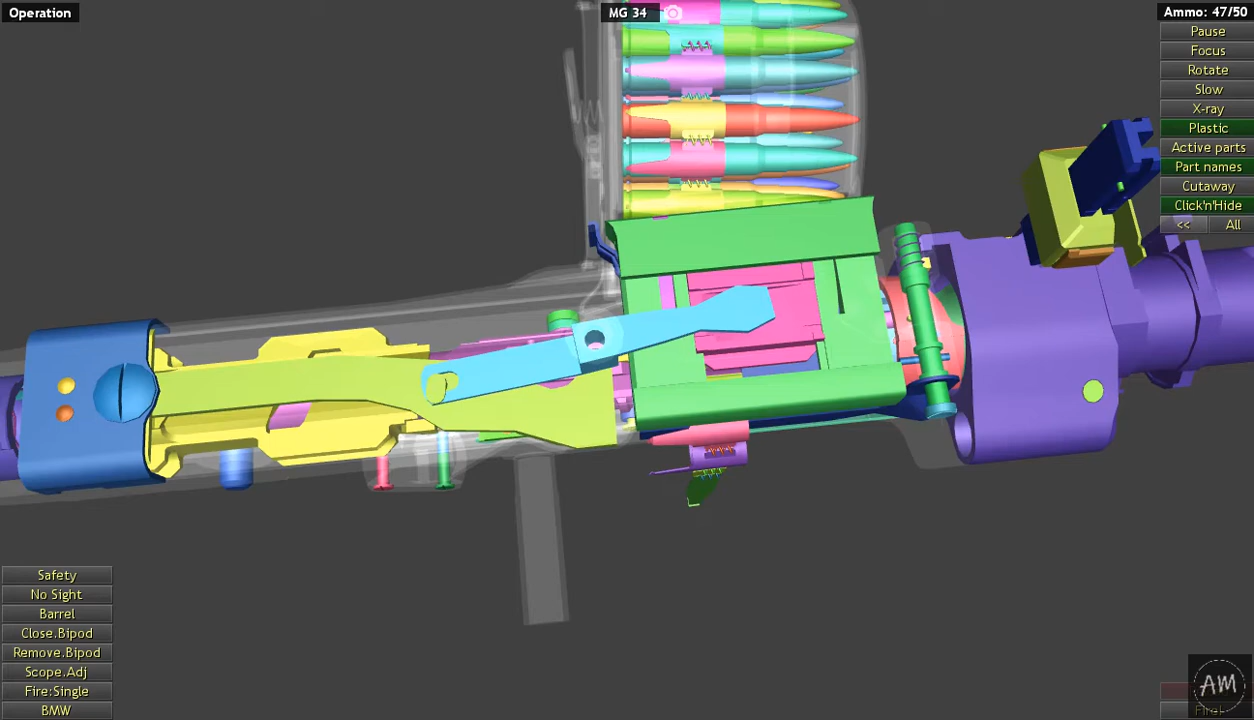 Operation
MG 34
Ammo: 47/50
Pause
Focus
Rotate
Slow
X-ray
Plastic
Active parts
Part names
Cutaway
Click'n'Hide
<< All
Safety
No Sight
Barrel
Close.Bipod
Remove.Bipod
Scope.Adj
Fire:Single
BMW
AM